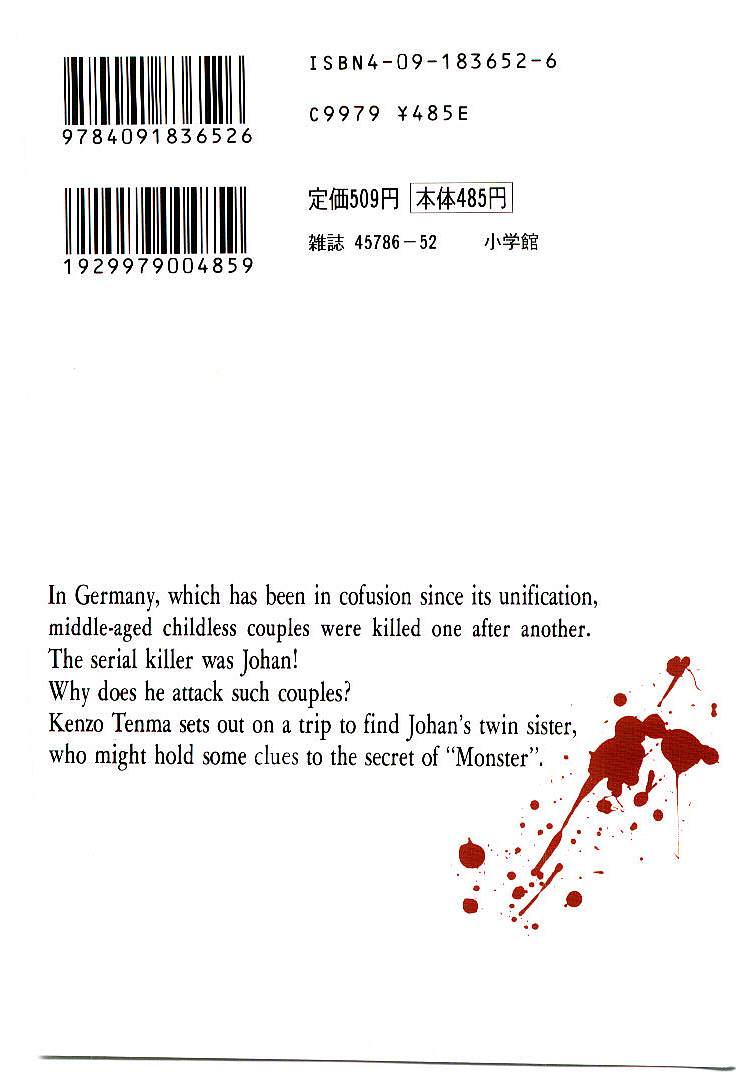 ISBN4-09-183652-6
9784091836526
C9979 ¥485E
定価509円 本体485円
雑誌 45786-52 小学館
1929979004859
In Germany, which has been in cofusion since its unification,
middle-aged childless couples were killed one after another.
The serial killer was Johan!
Why does he attack such couples?
Kenzo Tenma sets out on a trip to find Johan's twin sister,
who might hold some clues to the secret of “Monster”.